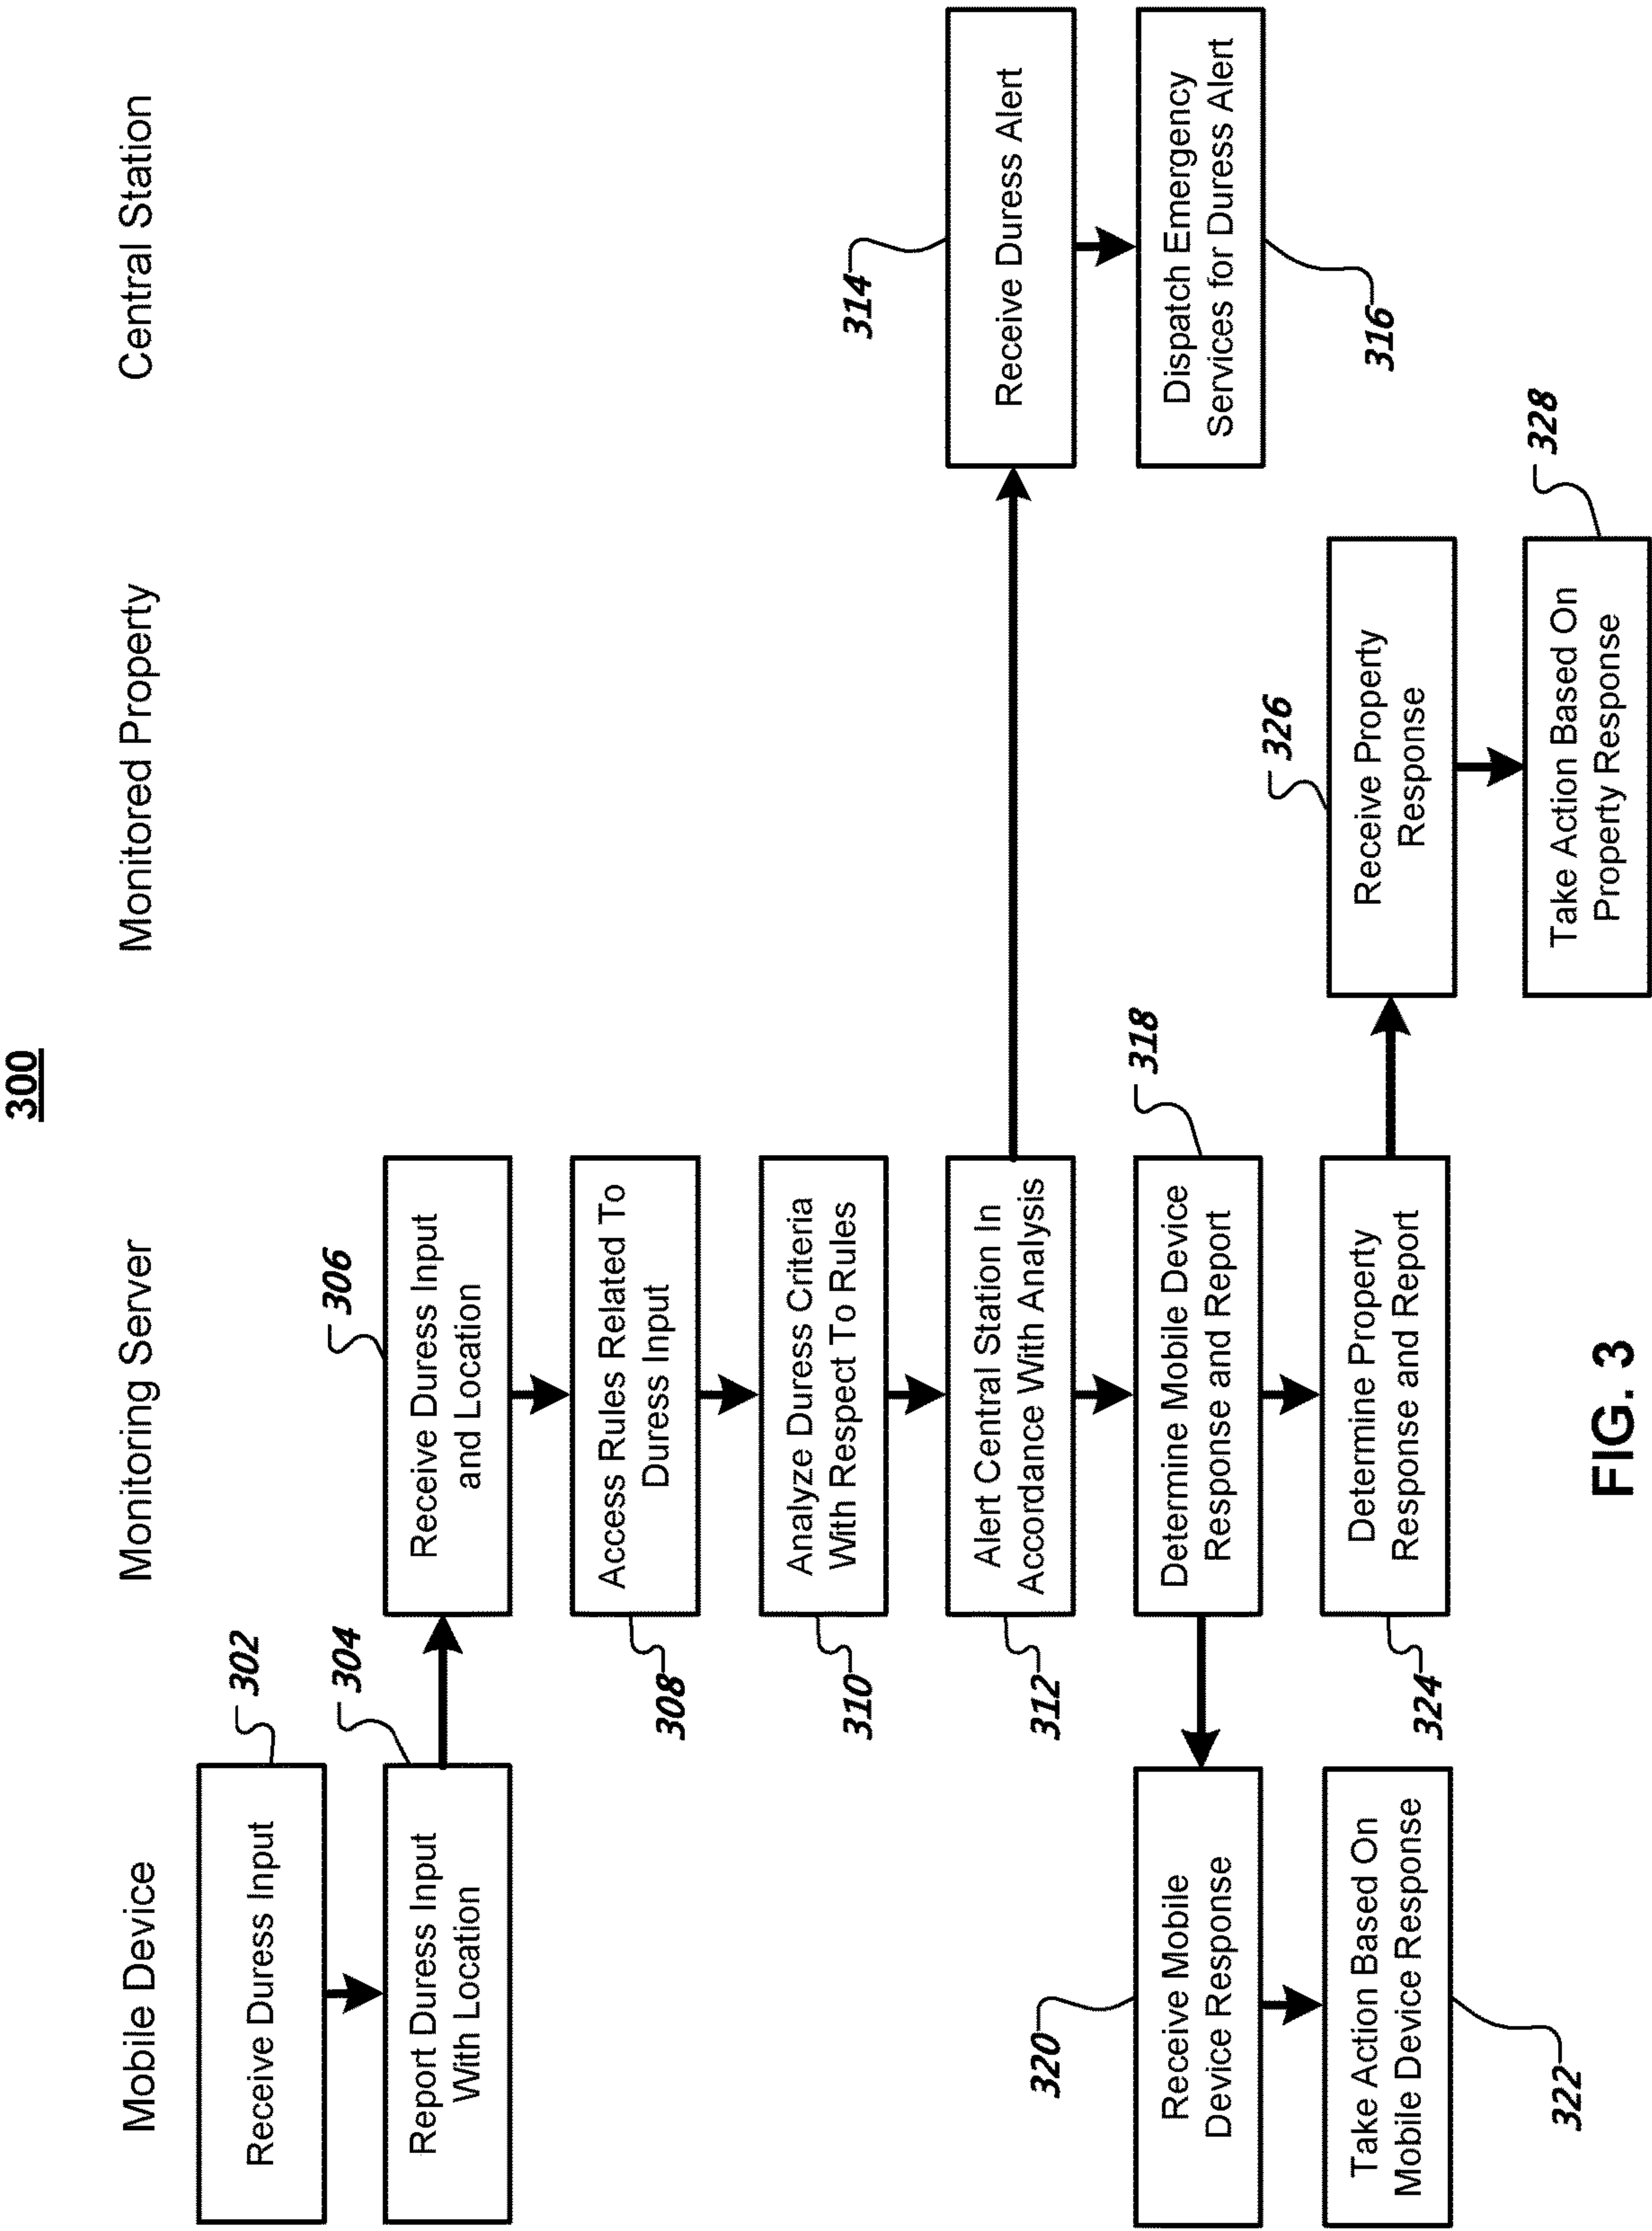 300
Mobile Device
Monitoring Server
Monitored Property
Central Station
Receive Duress Input
302
Report Duress Input
With Location
304
Receive Duress Input
and Location
306
Access Rules Related To
Duress Input
308
Analyze Duress Criteria
With Respect To Rules
310
Alert Central Station In
Accordance With Analysis
312
Receive Duress Alert
314
Dispatch Emergency
Services for Duress Alert
316
Determine Mobile Device
Response and Report
318
Receive Mobile
Device Response
320
Take Action Based On
Mobile Device Response
322
Determine Property
Response and Report
324
Receive Property
Response
326
Take Action Based On
Property Response
328
FIG. 3